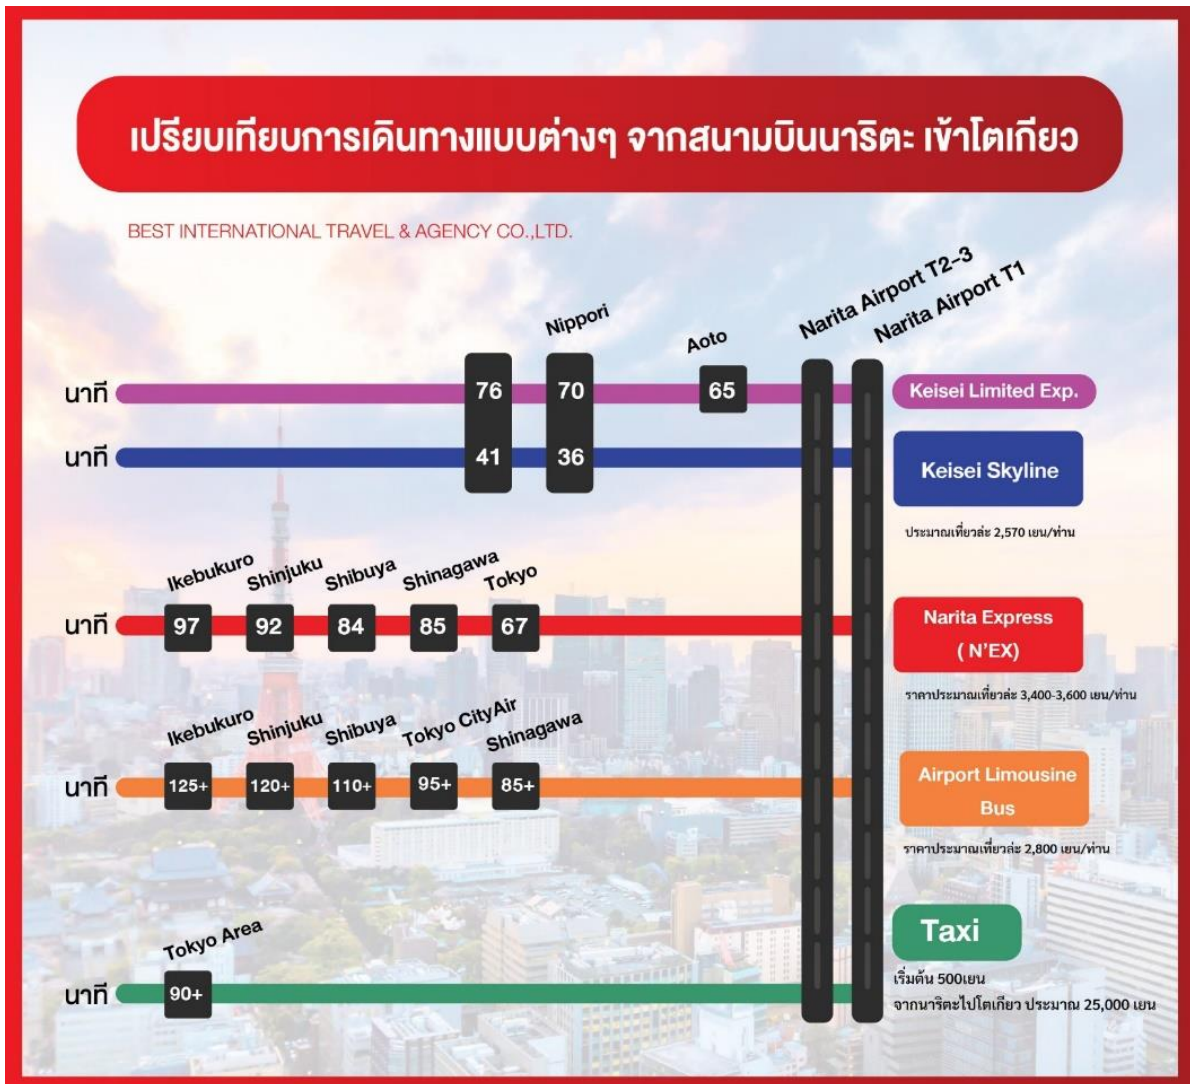 เปรียบเทียบการเดินทางแบบต่างๆ จากสนามบินนาริตะ เข้าโตเกียว
BEST INTERNATIONAL TRAVEL & AGENCY CO.,LTD.
Narita Airport T2-3
Narita Airport T1
Nippori
Aoto
นาที 76 70 65 Keisei Limited Exp.
นาที 41 36 Keisei Skyline
ประมาณเที่ยวล่ะ 2,570 เยน/ท่าน
Ikebukuro Shinjuku Shibuya Shinagawa Tokyo
นาที 97 92 84 85 67 Narita Express
( N'EX)
ราคาประมาณเที่ยวล่ะ 3,400-3,600 เยน/ท่าน
Ikebukuro Shinjuku Shibuya Tokyo CityAir Shinagawa
นาที 125+ 120+ 110+ 95+ 85+ Airport Limousine
Bus
ราคาประมาณเที่ยวล่ะ 2,800 เยน/ท่าน
Tokyo Area
Taxi
นาที 90+
เริ่มต้น 500เยน
จากนาริตะไปโตเกียว ประมาณ 25,000 เยน